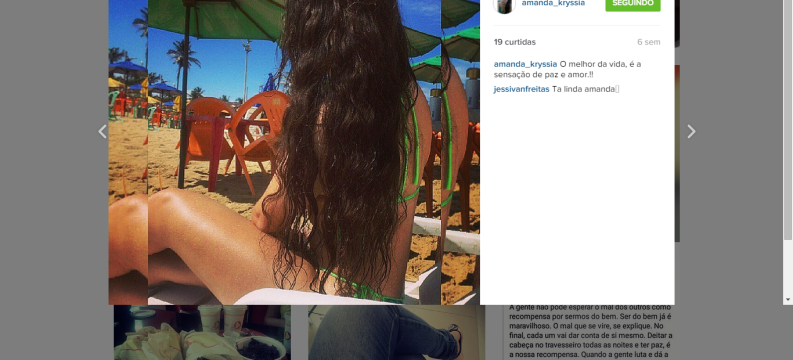 amanda_kryssia
SEGUINDO
19 curtidas
6 sem
amanda_kryssia O melhor da vida, é a
sensação de paz e amor.!!
jessivanfreitas Ta linda amanda
A gente não pode esperar o mal dos outros como
recompensa por sermos do bem. Ser do bem já é
maravilhoso. O mal que se vire, se explique. No
final, cada um vai dar conta de si mesmo. Deitar a
cabeça no travesseiro todas as noites e ter paz, é
a nossa recompensa. Quando a gente luta e dá a